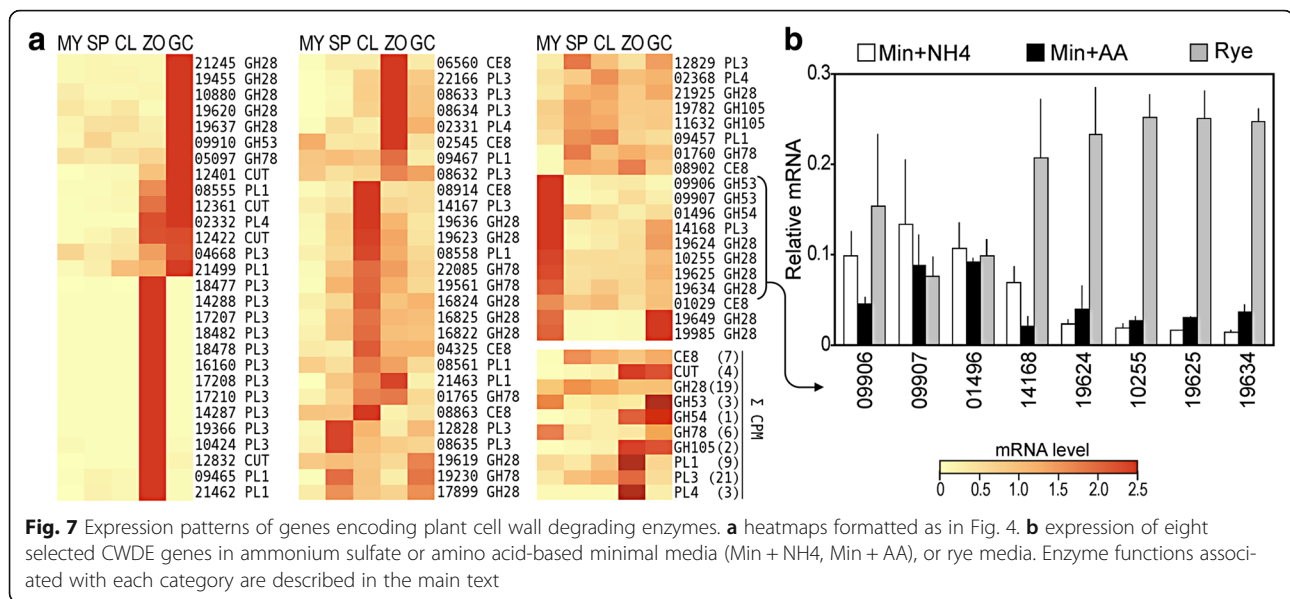 a
MY SP CL ZO GC
21245 GH28
19455 GH28
10880 GH28
19620 GH28
19637 GH28
09910 GH53
05097 GH78
12401 CUT
08555 PL1
12361 CUT
02332 PL4
12422 CUT
04668 PL3
21499 PL1
18477 PL3
14288 PL3
17207 PL3
18482 PL3
18478 PL3
16160 PL3
17208 PL3
17210 PL3
14287 PL3
19366 PL3
10424 PL3
12832 CUT
09465 PL1
21462 PL1
MY SP CL ZO GC
06560 CE8
22166 PL3
08633 PL3
08634 PL3
02331 PL4
02545 CE8
09467 PL1
08632 PL3
08914 CE8
14167 PL3
19636 GH28
19623 GH28
08558 PL1
22085 GH78
19561 GH78
16824 GH28
16825 GH28
16822 GH28
04325 CE8
08561 PL1
21463 PL1
01765 GH78
08863 CE8
12828 PL3
08635 PL3
19619 GH28
19230 GH78
17899 GH28
MY SP CL ZO GC
12829 PL3
02368 PL4
21925 GH28
19782 GH105
11632 GH105
09457 PL1
01760 GH78
08902 CE8
09906 GH53
09907 GH53
01496 GH54
14168 PL3
19624 GH28
10255 GH28
19625 GH28
19634 GH28
01029 CE8
19649 GH28
19985 GH28
CE8 (7)
CUT (4)
GH28(19)
GH53 (3)
GH54 (1)
GH78 (6)
GH105(2)
PL1 (9)
PL3 (21)
PL4 (3)
Σ CPM
b
Min+NH4 Min+AA Rye
Relative mRNA
0.3
0.2
0.1
0
09906 09907 01496 14168 19624 10255 19625 19634
mRNA level
0 0.5 1.0 1.5 2.5
Fig. 7 Expression patterns of genes encoding plant cell wall degrading enzymes. a heatmaps formatted as in Fig. 4. b expression of eight
selected CWDE genes in ammonium sulfate or amino acid-based minimal media (Min + NH4, Min + AA), or rye media. Enzyme functions associ-
ated with each category are described in the main text